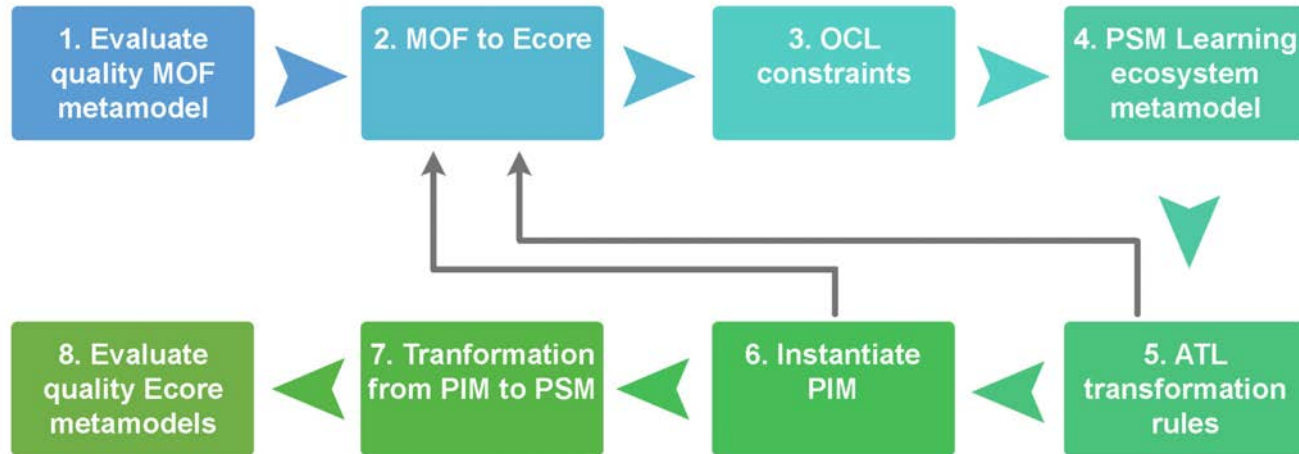 1. Evaluate
quality MOF
metamodel
2. MOF to Ecore
3. OCL
constraints
4. PSM Learning
ecosystem
metamodel
5. ATL
transformation
rules
6. Instantiate
PIM
7. Tranformation
from PIM to PSM
8. Evaluate
quality Ecore
metamodels